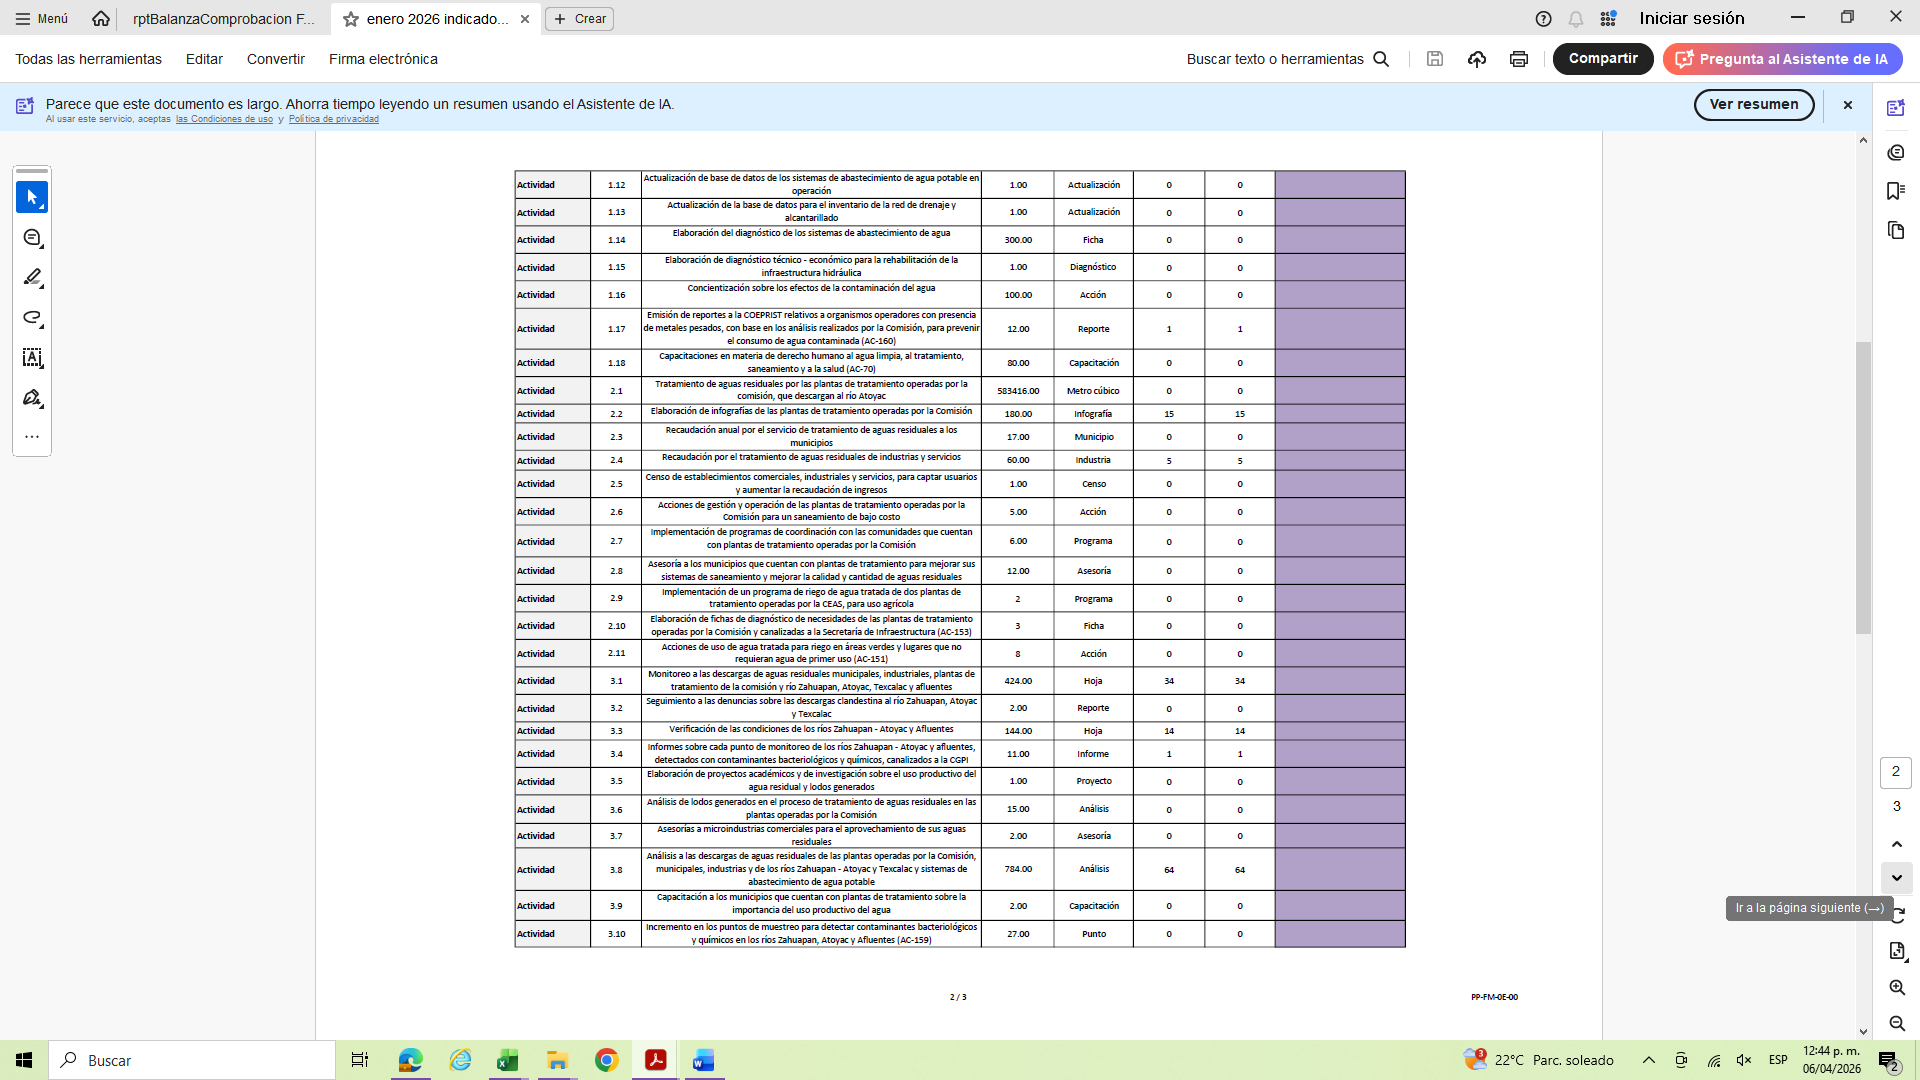 Menú
rptBalanzaComprobacion F...
enero 2026 indicado...
Crear
Iniciar sesión
Todas las herramientas
Editar
Convertir
Firma electrónica
Buscar texto o herramientas
Compartir
Pregunta al Asistente de IA
Parece que este documento es largo. Ahorra tiempo leyendo un resumen usando el Asistente de IA.
Al usar este servicio, aceptas las Condiciones de uso y Política de privacidad
Ver resumen
Actividad 1.12 Actualización de base de datos de los sistemas de abastecimiento de agua potable en
operación 1.00 Actualización 0 0
Actividad 1.13 Actualización de la base de datos para el inventario de la red de drenaje y
alcantarillado 1.00 Actualización 0 0
Actividad 1.14 Elaboración del diagnóstico de los sistemas de abastecimiento de agua 300.00 Ficha 0 0
Actividad 1.15 Elaboración de diagnóstico técnico - económico para la rehabilitación de la
infraestructura hidráulica 1.00 Diagnóstico 0 0
Actividad 1.16 Concientización sobre los efectos de la contaminación del agua 100.00 Acción 0 0
Emisión de reportes a la COEPRIST relativos a organismos operadores con presencia
Actividad 1.17 de metales pesados, con base en los análisis realizados por la Comisión, para prevenir 12.00 Reporte 1 1
el consumo de agua contaminada (AC-160)
Actividad 1.18 Capacitaciones en materia de derecho humano al agua limpia, al tratamiento,
saneamiento y a la salud (AC-70) 80.00 Capacitación 0 0
Actividad 2.1 Tratamiento de aguas residuales por las plantas de tratamiento operadas por la
comisión, que descargan al río Atoyac 583416.00 Metro cúbico 0 0
Actividad 2.2 Elaboración de infografías de las plantas de tratamiento operadas por la Comisión 180.00 Infografía 15 15
Actividad 2.3 Recaudación anual por el servicio de tratamiento de aguas residuales a los
municipios 17.00 Municipio 0 0
Actividad 2.4 Recaudación por el tratamiento de aguas residuales de industrias y servicios 60.00 Industria 5 5
Actividad 2.5 Censo de establecimientos comerciales, industriales y servicios, para captar usuarios
y aumentar la recaudación de ingresos 1.00 Censo 0 0
Actividad 2.6 Acciones de gestión y operación de las plantas de tratamiento operadas por la
Comisión para un saneamiento de bajo costo 5.00 Acción 0 0
Actividad 2.7 Implementación de programas de coordinación con las comunidades que cuentan
con plantas de tratamiento operadas por la Comisión 6.00 Programa 0 0
Actividad 2.8 Asesoría a los municipios que cuentan con plantas de tratamiento para mejorar sus
sistemas de saneamiento y mejorar la calidad y cantidad de aguas residuales 12.00 Asesoría 0 0
Actividad 2.9 Implementación de un programa de riego de agua tratada de dos plantas de
tratamiento operadas por la CEAS, para uso agrícola 2 Programa 0 0
Actividad 2.10 Elaboración de fichas de diagnóstico de necesidades de las plantas de tratamiento
operadas por la Comisión y canalizadas a la Secretaría de Infraestructura (AC-153) 3 Ficha 0 0
Actividad 2.11 Acciones de uso de agua tratada para riego en áreas verdes y lugares que no
requieran agua de primer uso (AC-151) 8 Acción 0 0
Actividad 3.1 Monitoreo a las descargas de aguas residuales municipales, industriales, plantas de
tratamiento de la comisión y río Zahuapan, Atoyac, Texcalac y afluentes 424.00 Hoja 34 34
Actividad 3.2 Seguimiento a las denuncias sobre las descargas clandestina al río Zahuapan, Atoyac
y Texcalac 2.00 Reporte 0 0
Actividad 3.3 Verificación de las condiciones de los ríos Zahuapan - Atoyac y Afluentes 144.00 Hoja 14 14
Actividad 3.4 Informes sobre cada punto de monitoreo de los ríos Zahuapan - Atoyac y afluentes,
detectados con contaminantes bacteriológicos y químicos, canalizados a la CGPI 11.00 Informe 1 1
Actividad 3.5 Elaboración de proyectos académicos y de investigación sobre el uso productivo del
agua residual y lodos generados 1.00 Proyecto 0 0
Actividad 3.6 Análisis de lodos generados en el proceso de tratamiento de aguas residuales en las
plantas operadas por la Comisión 15.00 Análisis 0 0
Actividad 3.7 Asesorías a microindustrias comerciales para el aprovechamiento de sus aguas
residuales 2.00 Asesoría 0 0
Análisis a las descargas de aguas residuales de las plantas operadas por la Comisión,
Actividad 3.8 municipales, industrias y de los ríos Zahuapan - Atoyac y Texcalac y sistemas de 784.00 Análisis 64 64
abastecimiento de agua potable
Actividad 3.9 Capacitación a los municipios que cuentan con plantas de tratamiento sobre la
importancia del uso productivo del agua 2.00 Capacitación 0 0
Actividad 3.10 Incremento en los puntos de muestreo para detectar contaminantes bacteriológicos
y químicos en los ríos Zahuapan, Atoyac y Afluentes (AC-159) 27.00 Punto 0 0
2 / 3
PP-FM-0E-00
2
3
Ir a la página siguiente (→)
Buscar
3
22°C Parc. soleado
ESP
12:44 p. m.
06/04/2026
2